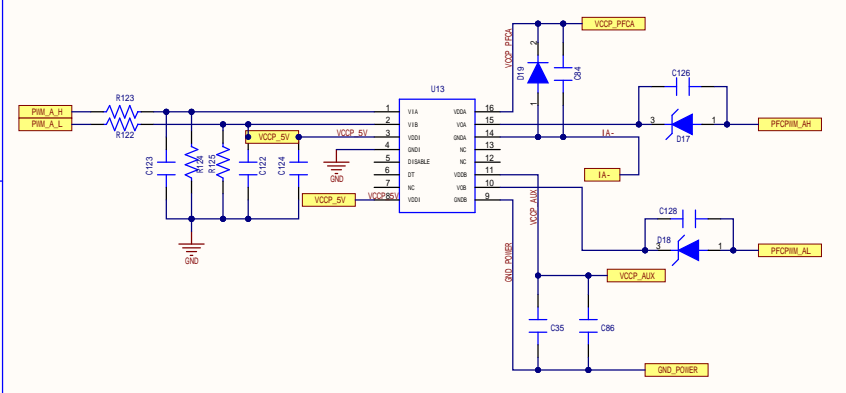 VCCP_PFCA
VCCP_PFCA
2
D19
C84
1
C126
U13
R123
PWM_A_H
PWM_A_L
R122
1 VIA VDDA 16
2 VIB VOA 15
3 VDDI GNDA 14
4 GNDI NC 13
5 DISABLE NC 12
6 DT VDDB 11
7 NC VOB 10
8 VDDI GNDB 9
3
D17
1
PFCPWM_AH
IA-
IA-
VCCP_5V
VCCP_5V
C123
R124
R125
C122
C124
GND
VCCP_5V
VCCP_5V
GND
VCCP_AUX
C128
D18
3
1
PFCPWM_AL
GND_POWER
VCCP_AUX
C35
C86
GND_POWER